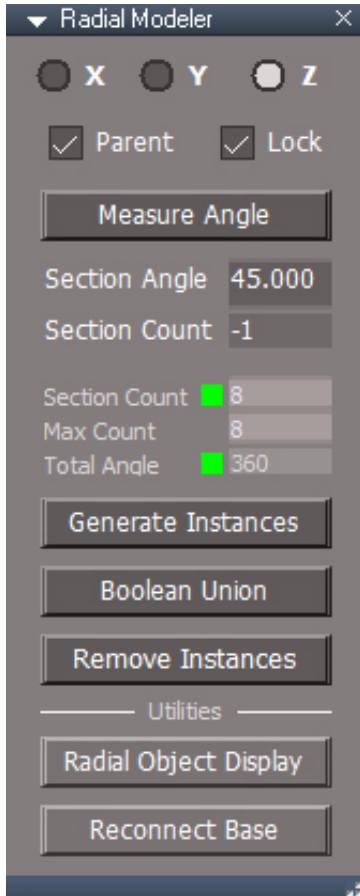 Radial Modeler
X Y Z
Parent Lock
Measure Angle
Section Angle 45.000
Section Count -1
Section Count 8
Max Count 8
Total Angle 360
Generate Instances
Boolean Union
Remove Instances
Utilities
Radial Object Display
Reconnect Base